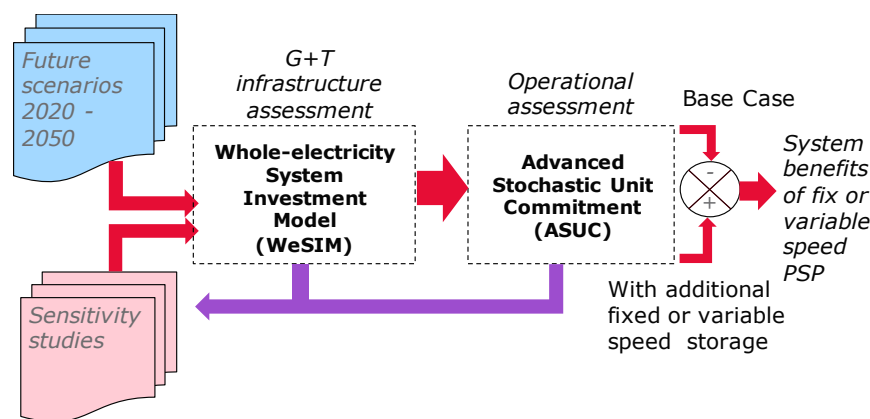 Future
scenarios
2020 -
2050
G+T
infrastructure
assessment
Whole-electricity
System
Investment
Model
(WeSIM)
Operational
assessment
Advanced
Stochastic Unit
Commitment
(ASUC)
Base Case
-
+
System
benefits
of fix or
variable
speed
PSP
With additional
fixed or variable
speed storage
Sensitivity
studies